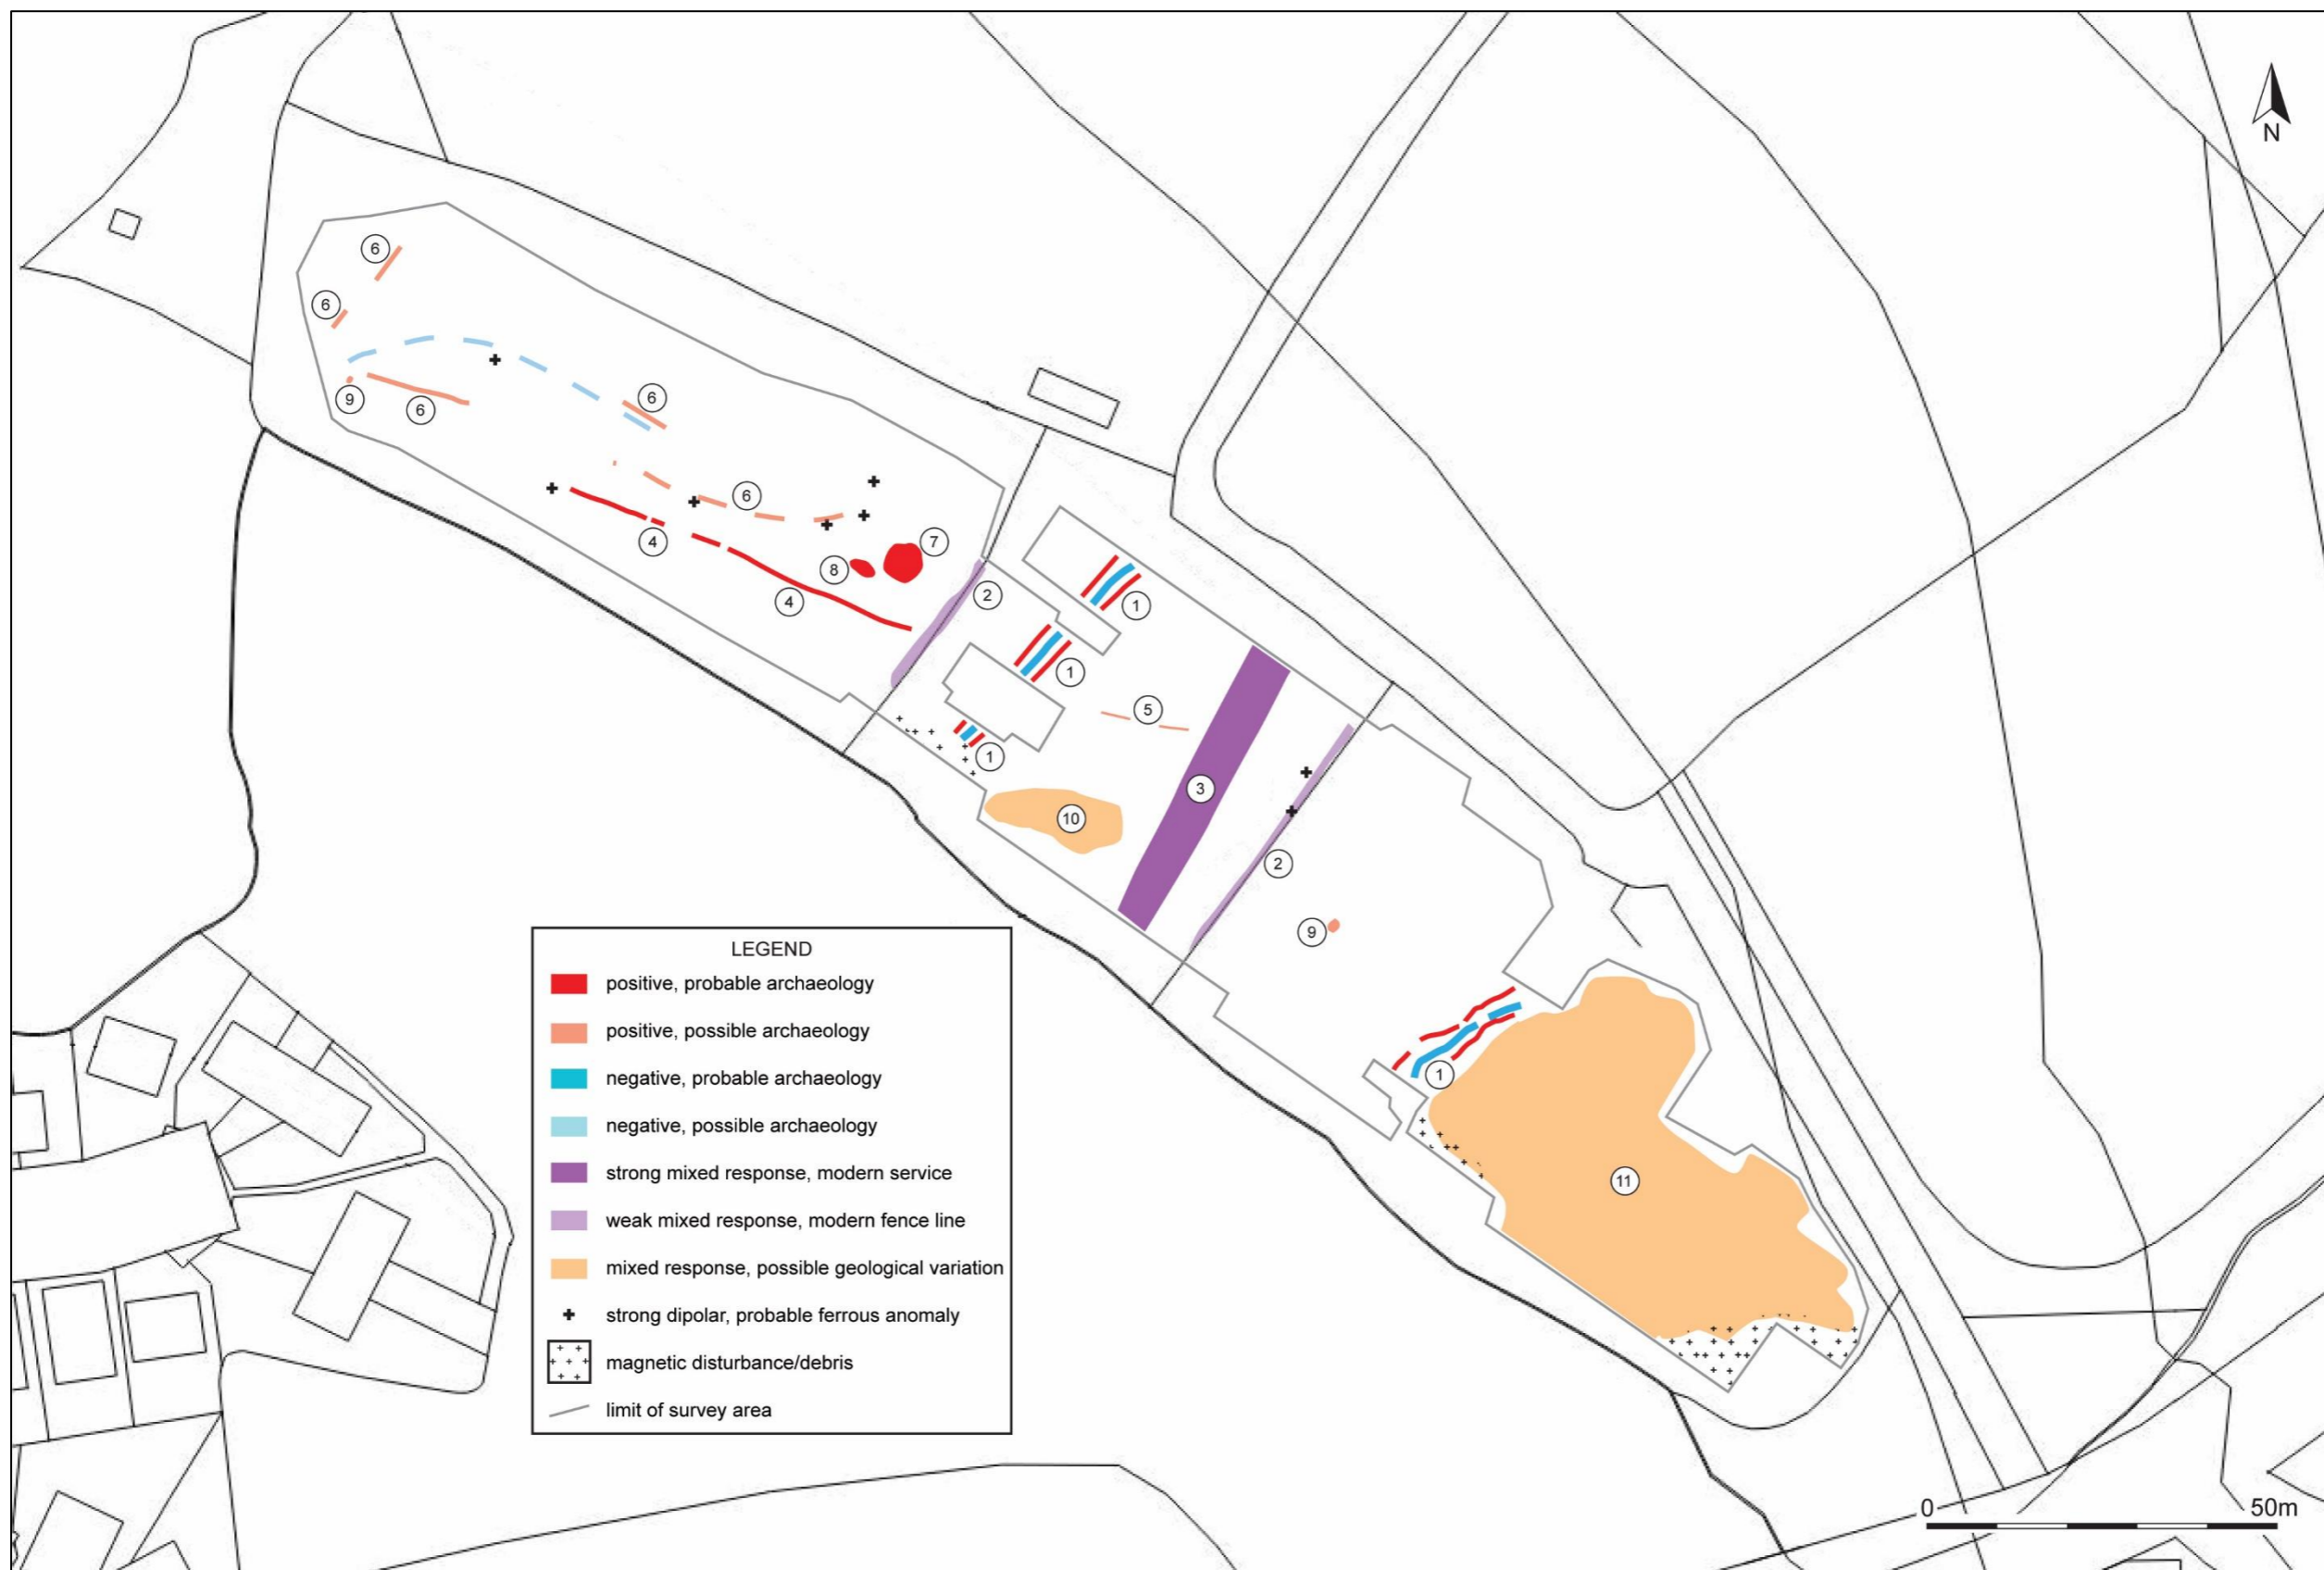 N
6
6
9
6
6
6
4
4
8
7
2
1
1
1
5
3
10
2
9
1
11
LEGEND
positive, probable archaeology
positive, possible archaeology
negative, probable archaeology
negative, possible archaeology
strong mixed response, modern service
weak mixed response, modern fence line
mixed response, possible geological variation
strong dipolar, probable ferrous anomaly
magnetic disturbance/debris
limit of survey area
0 50m